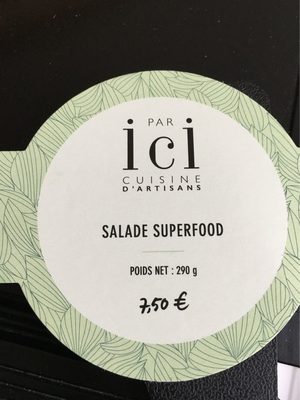 PAR
ici
CUISINE
D'ARTISANS
SALADE SUPERFOOD
POIDS NET : 290 g
7,50 €